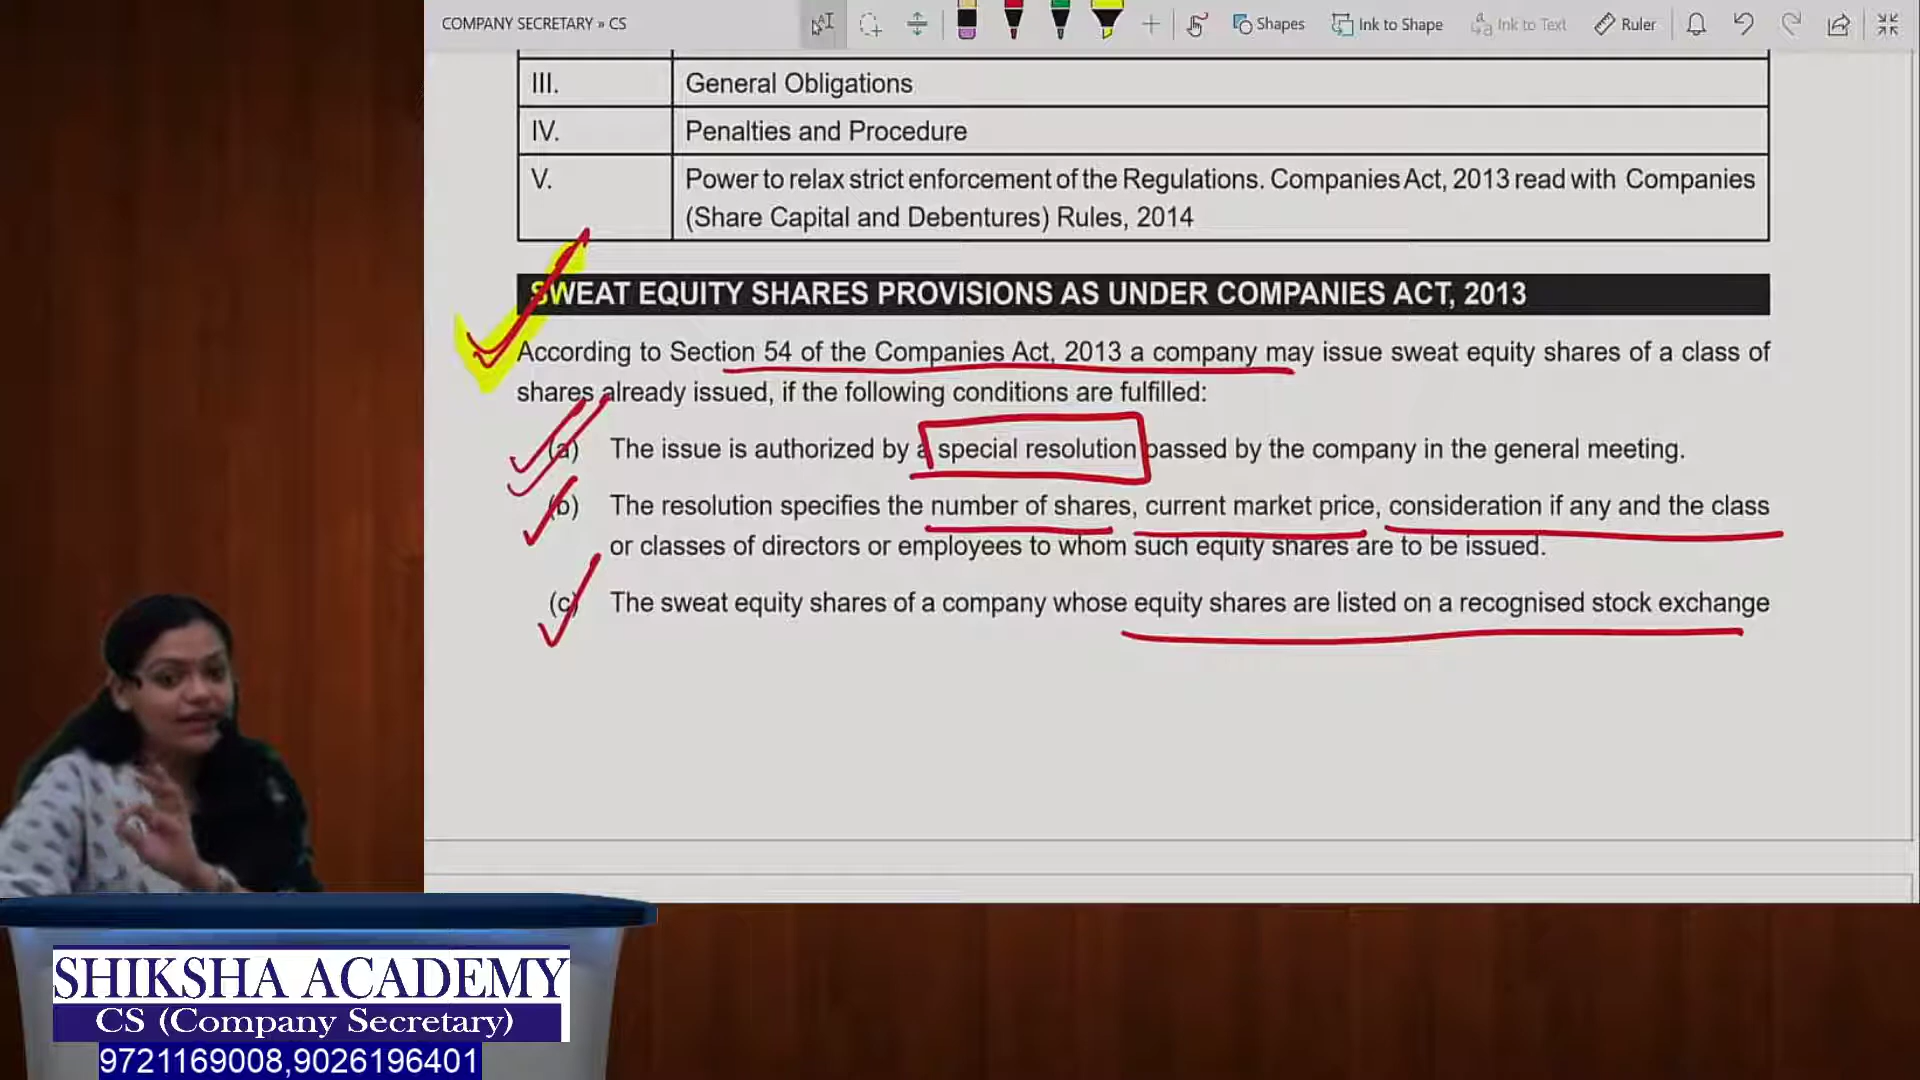 COMPANY SECRETARY » CS
Shapes
Ink to Shape
Ink to Text
Ruler
III. General Obligations
IV. Penalties and Procedure
V. Power to relax strict enforcement of the Regulations. Companies Act, 2013 read with Companies
(Share Capital and Debentures) Rules, 2014
SWEAT EQUITY SHARES PROVISIONS AS UNDER COMPANIES ACT, 2013
According to Section 54 of the Companies Act, 2013 a company may issue sweat equity shares of a class of
shares already issued, if the following conditions are fulfilled:
(a) The issue is authorized by a special resolution passed by the company in the general meeting.
(b) The resolution specifies the number of shares, current market price, consideration if any and the class
or classes of directors or employees to whom such equity shares are to be issued.
(c) The sweat equity shares of a company whose equity shares are listed on a recognised stock exchange
SHIKSHA ACADEMY
CS (Company Secretary)
9721169008,9026196401